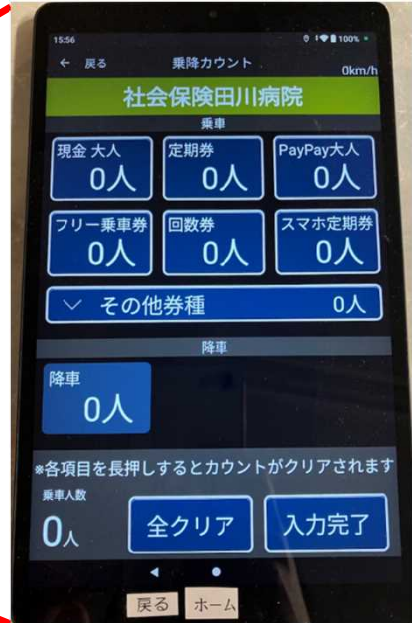 15:56 100%
← 戻る 乗降カウント 0km/h
社会保険田川病院
乗車
現金 大人 定期券 PayPay大人
0人 0人 0人
フリー乗車券 回数券 スマホ定期券
0人 0人 0人
その他券種 0人
降車
降車
0人
※各項目を長押しするとカウントがクリアされます
乗車人数
0人 全クリア 入力完了
戻る ホーム